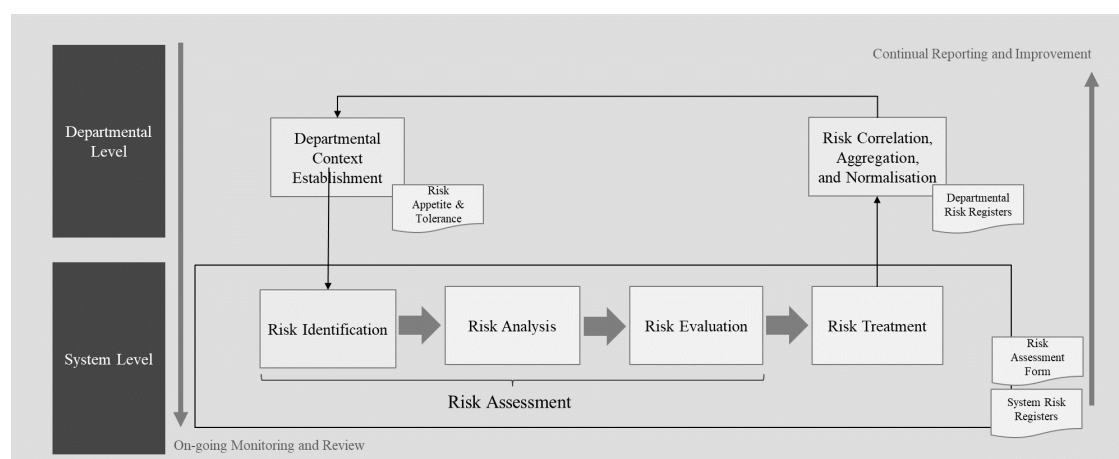 Continual Reporting and Improvement
Departmental
Level
Departmental
Context
Establishment
Risk
Appetite &
Tolerance
Risk Correlation,
Aggregation,
and Normalisation
Departmental
Risk Registers
System Level
Risk Identification
Risk Analysis
Risk Evaluation
Risk Treatment
Risk Assessment
Risk
Assessment
Form
System Risk
Registers
On-going Monitoring and Review